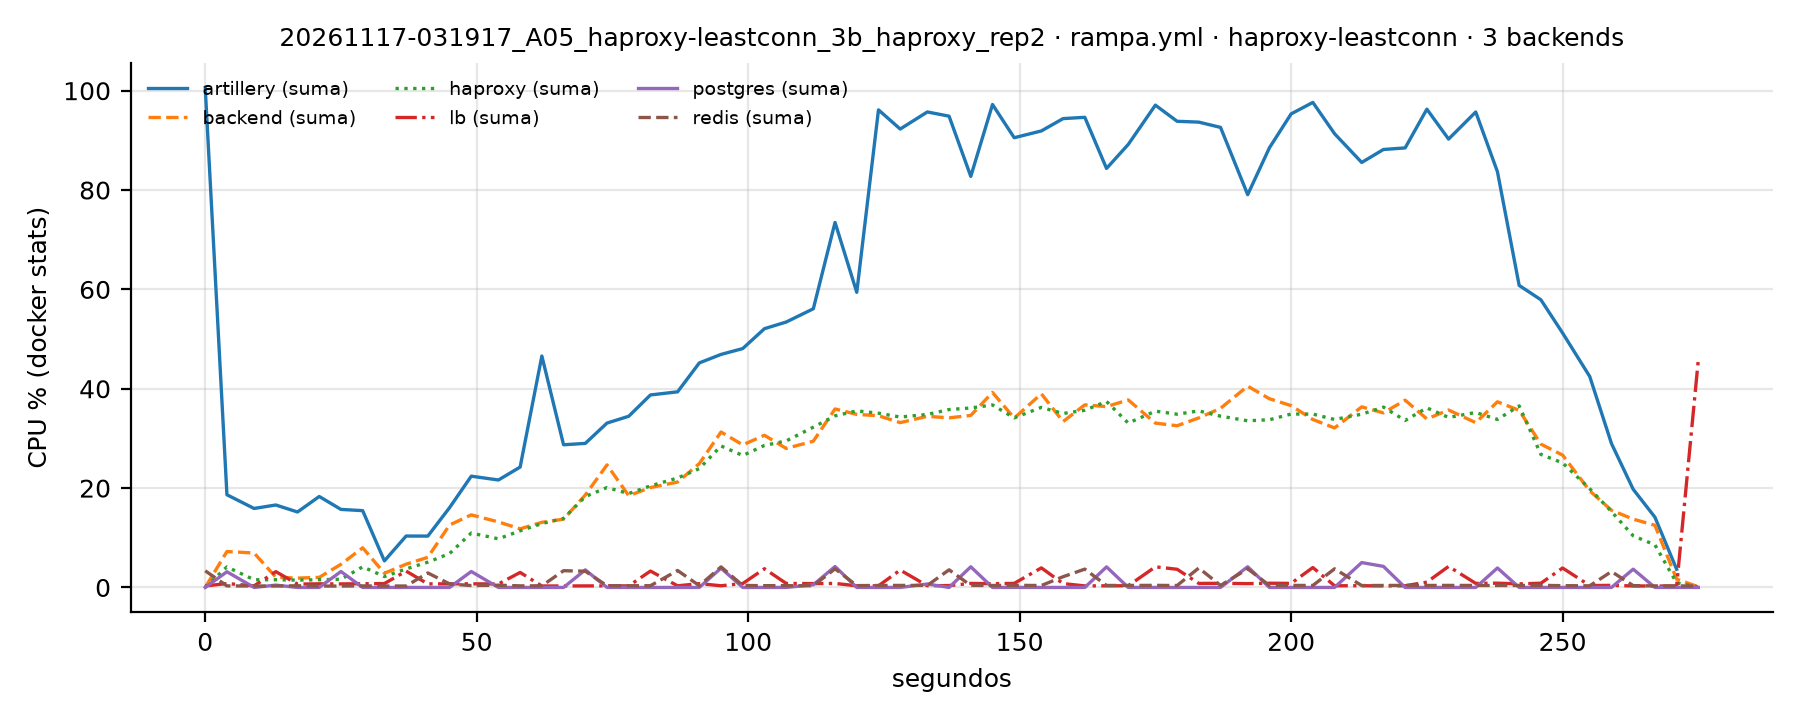 20261117-031917_A05_haproxy-leastconn_3b_haproxy_rep2 · rampa.yml · haproxy-leastconn · 3 backends
artillery (suma)
backend (suma)
haproxy (suma)
lb (suma)
postgres (suma)
redis (suma)
CPU % (docker stats)
100
80
60
40
20
0
0
50
100
150
200
250
segundos